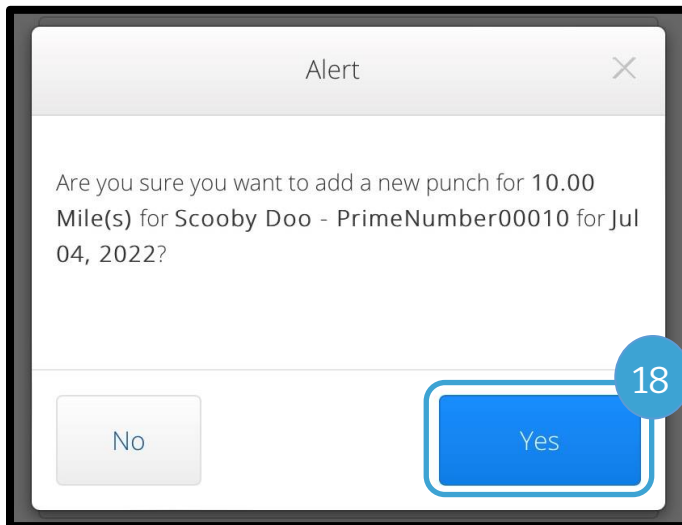 Alert
Are you sure you want to add a new punch for 10.00
Mile(s) for Scooby Doo - PrimeNumber00010 for Jul
04, 2022?
18
No
Yes